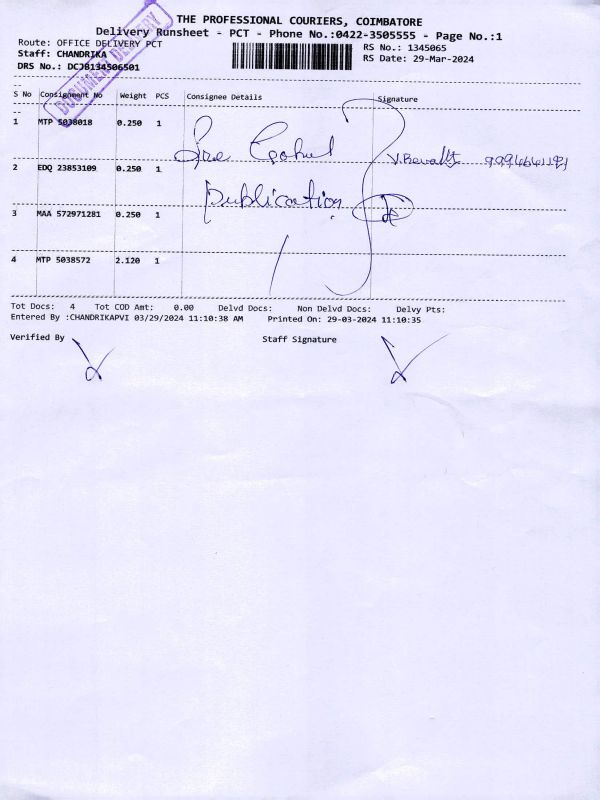 THE PROFESSIONAL COURIERS, COIMBATORE
Delivery Runsheet - PCT - Phone No.:0422-3505555 - Page No.:1
Route: OFFICE DELIVERY PCT
Staff: CHANDRIKA
DRS No.: DCJB134506501
RS No.: 1345065
RS Date: 29-Mar-2024
DOCUMENT DELIVERY
S No Consignment No Weight PCS Consignee Details Signature
1 MTP 5038018 0.250 1
Sree Gokul
V.Revathi
2 EDQ 23853109 0.250 1
Publication
3 MAA 572971281 0.250 1
4 MTP 5038572 2.120 1
Tot Docs: 4 Tot COD Amt: 0.00 Delvd Docs: Non Delvd Docs: Delvy Pts:
Entered By :CHANDRIKAPVI 03/29/2024 11:10:38 AM Printed On: 29-03-2024 11:10:35
Verified By Staff Signature